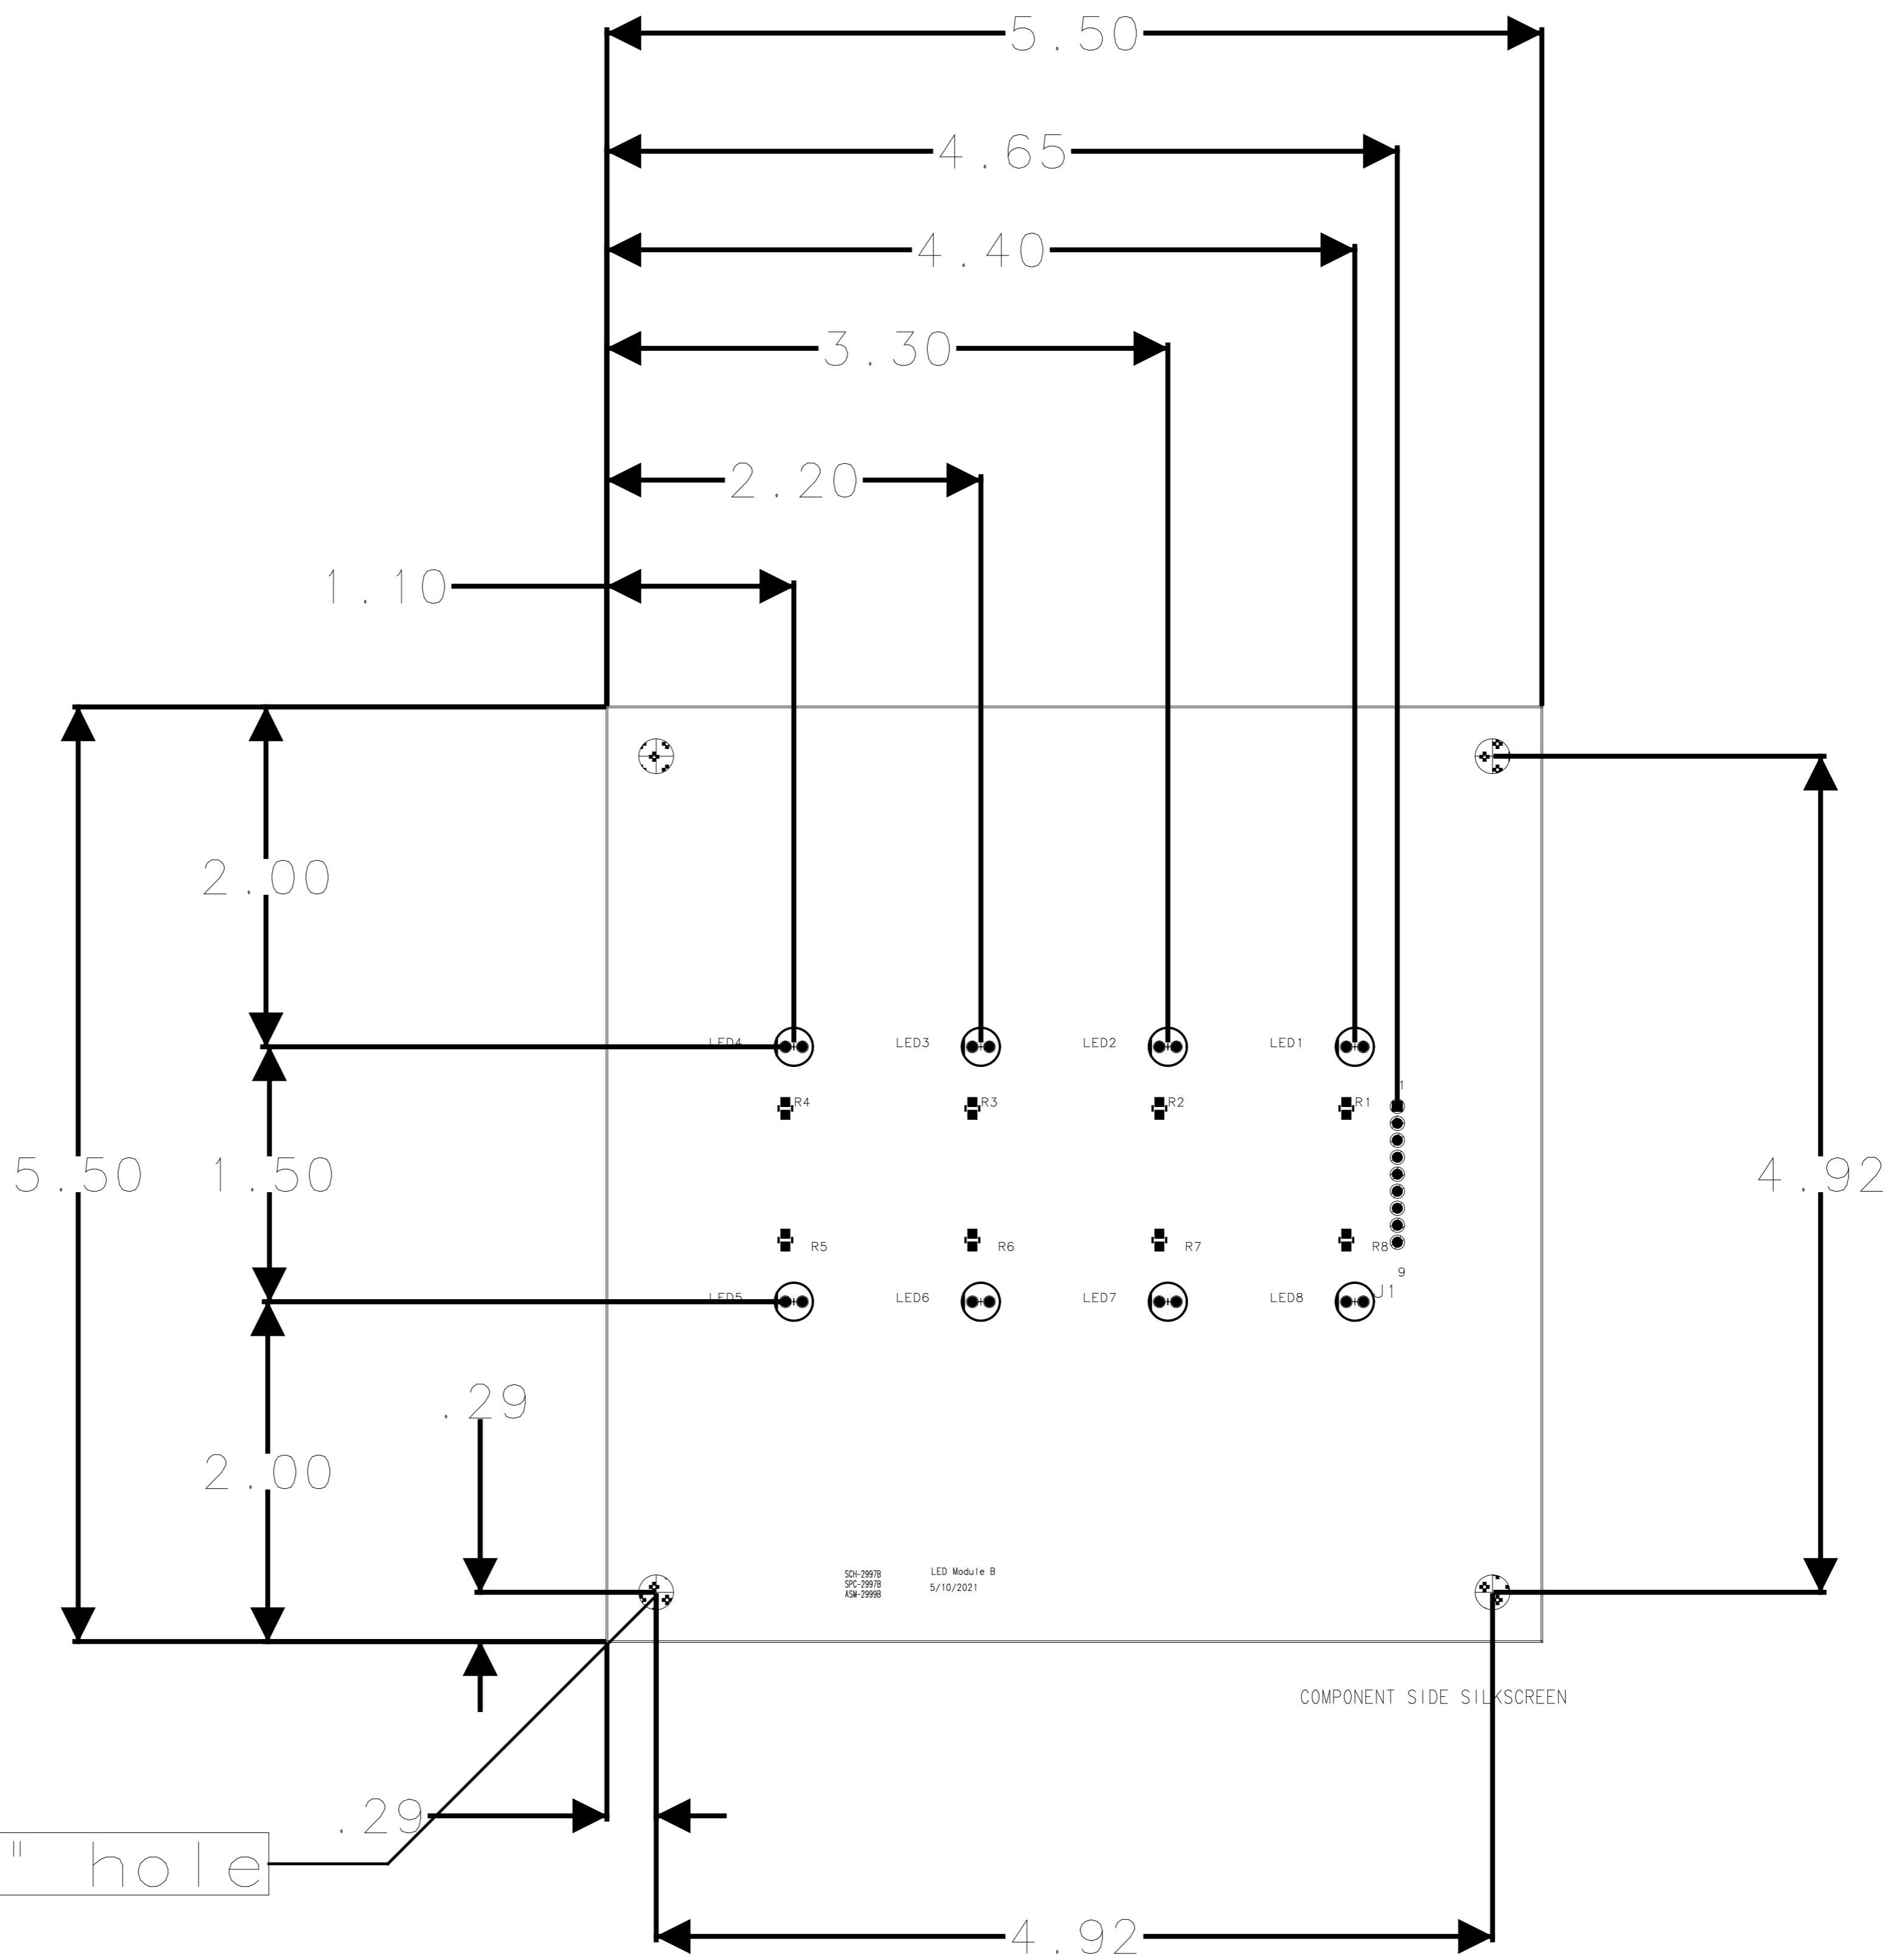 5.50
4.65
4.40
3.30
2.20
1.10
2.00
LED4 LED3 LED2 LED1
1
R4 R3 R2 R1
5.50 1.50 4.92
R5 R6 R7 R8
9
LED5 LED6 LED7 LED8 J1
.29
2.00
SCH-2997B LED Module B
SPC-2997B
5/10/2021
ASM-2999B
COMPONENT SIDE SILKSCREEN
.29
" hole
4.92